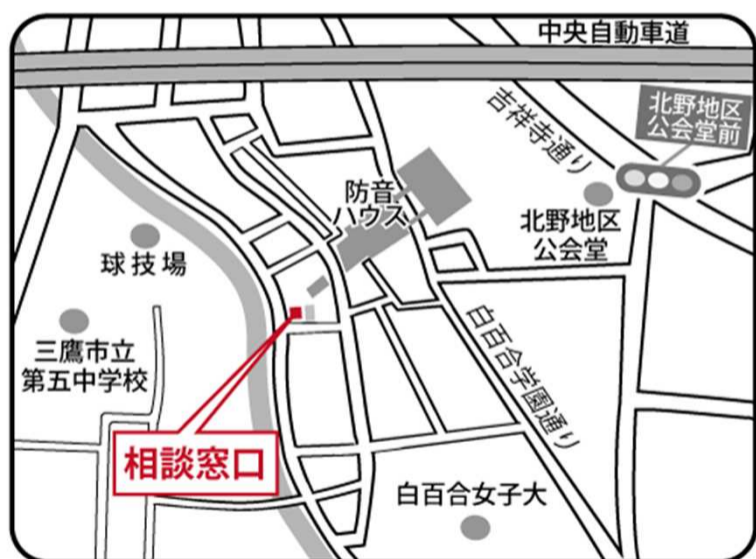 中央自動車道
北野地区
公会堂前
吉祥寺通り
防音
ハウス
北野地区
公会堂
球技場
三鷹市立
第五中学校
白百合学園通り
相談窓口
白百合女子大